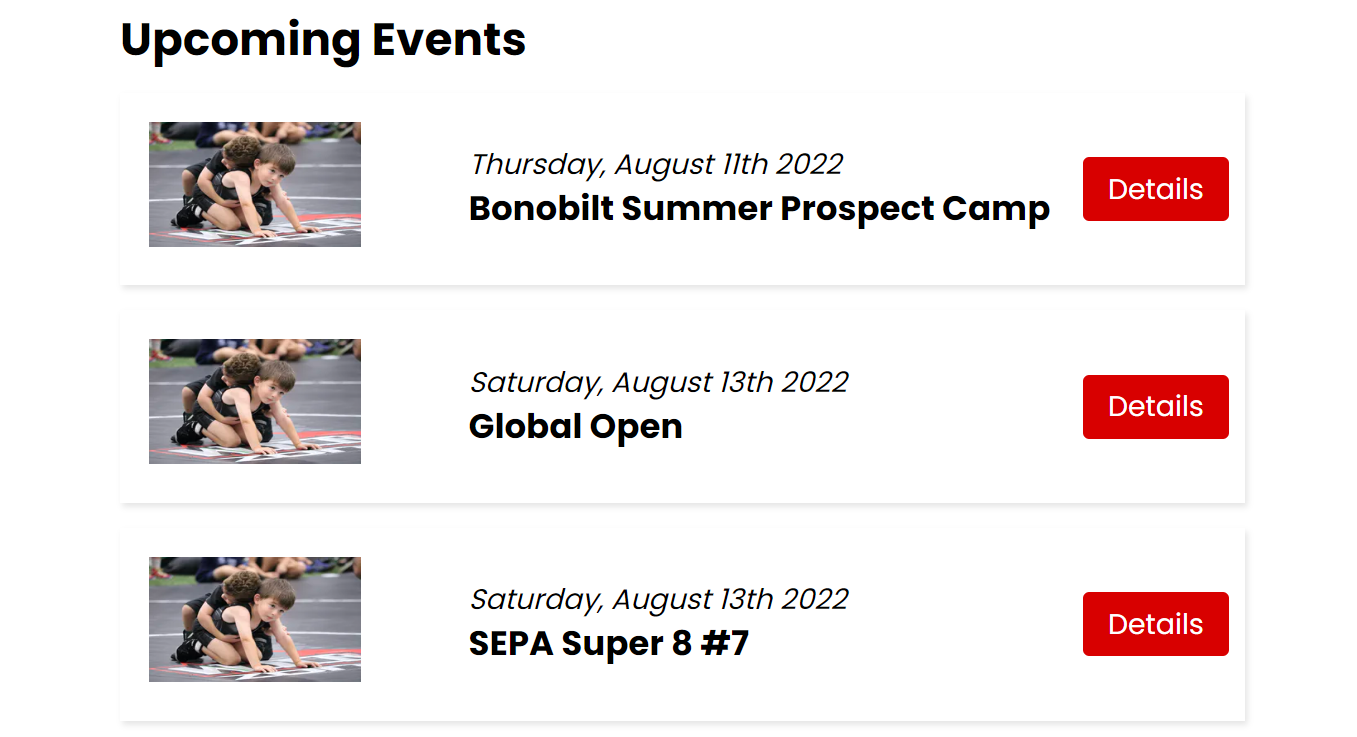 Upcoming Events
Thursday, August 11th 2022
Bonobilt Summer Prospect Camp
Details
Saturday, August 13th 2022
Global Open
Details
Saturday, August 13th 2022
SEPA Super 8 #7
Details